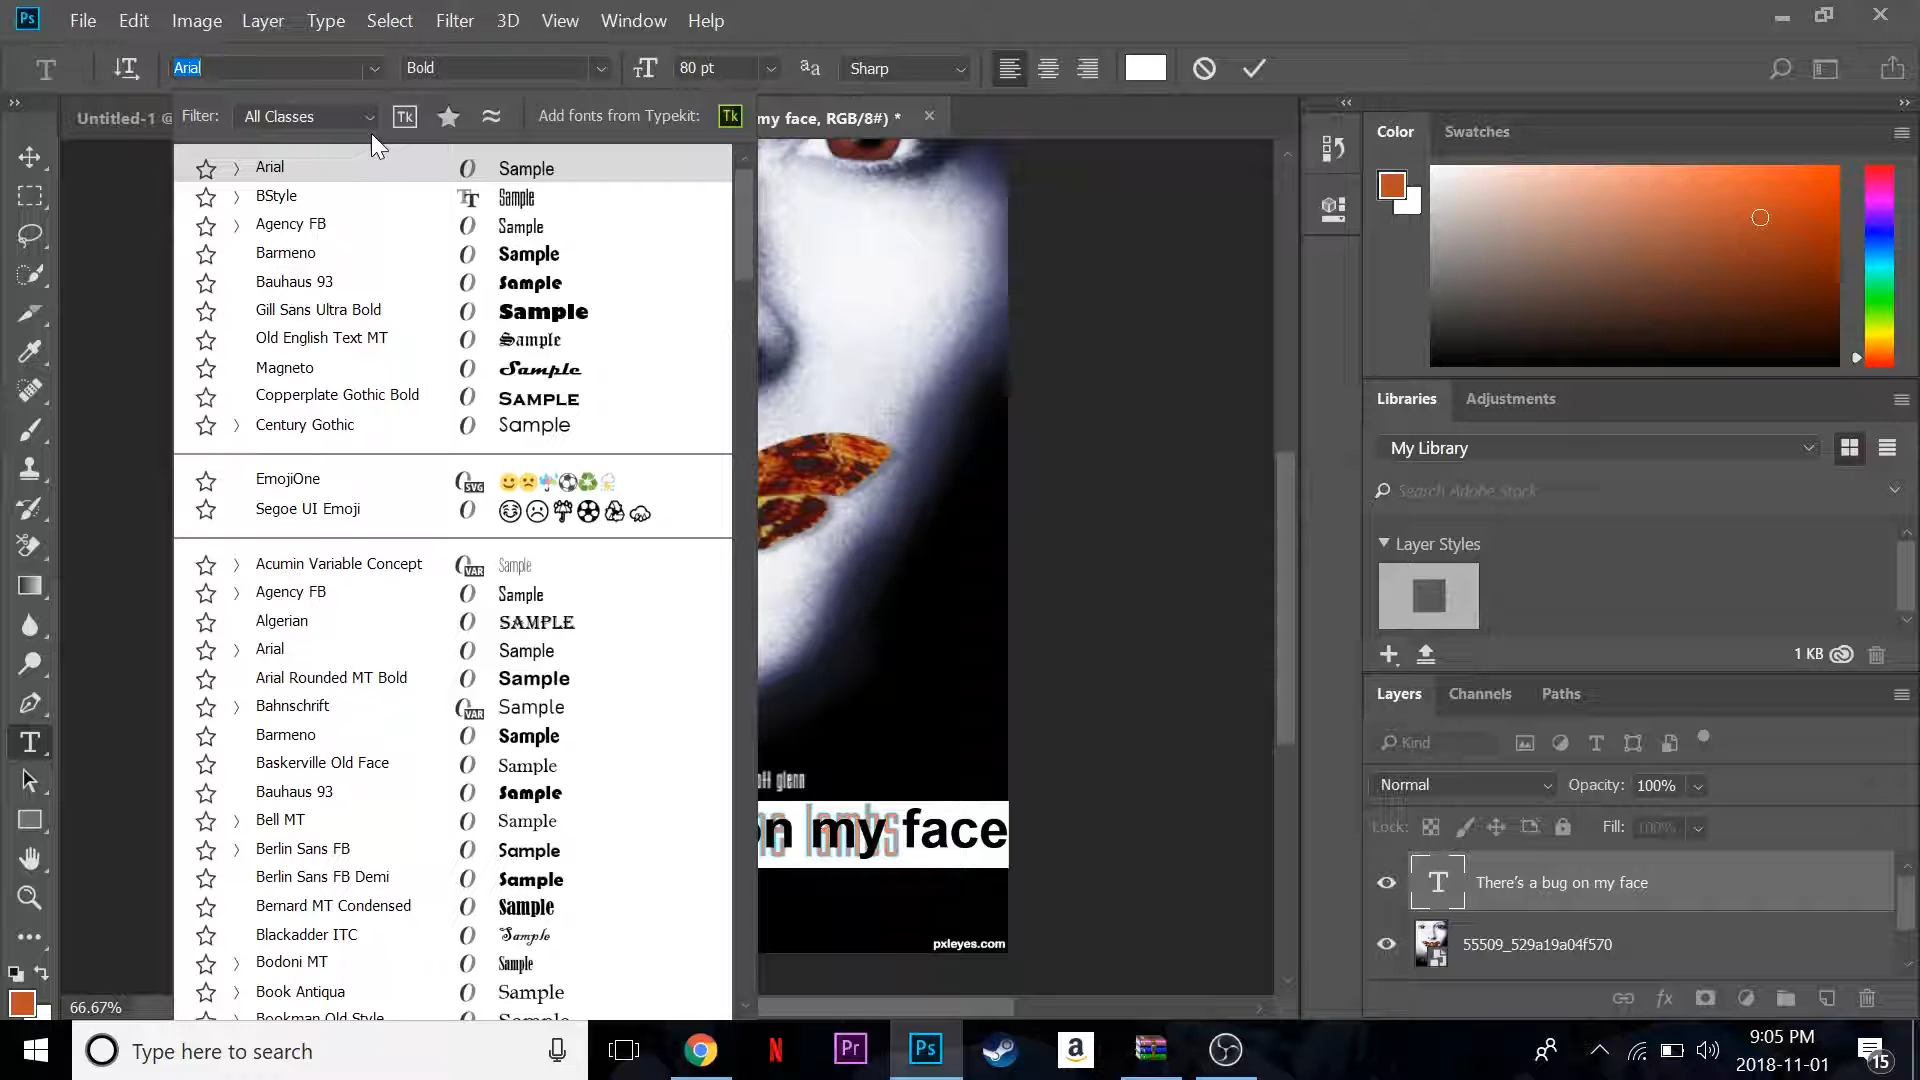 Ps File Edit Image Layer Type Select Filter 3D View Window Help
Arial Bold 80 pt Sharp
Untitled-1 @
my face, RGB/8#) *
Filter: All Classes Tk Add fonts from Typekit: Tk
Arial Sample
BStyle Sample
Agency FB Sample
Barmeno Sample
Bauhaus 93 Sample
Gill Sans Ultra Bold Sample
Old English Text MT Sample
Magneto Sample
Copperplate Gothic Bold SAMPLE
Century Gothic Sample
EmojiOne
Segoe UI Emoji
Acumin Variable Concept Sample
Agency FB Sample
Algerian SAMPLE
Arial Sample
Arial Rounded MT Bold Sample
Bahnschrift Sample
Barmeno Sample
Baskerville Old Face Sample
Bauhaus 93 Sample
Bell MT Sample
Berlin Sans FB Sample
Berlin Sans FB Demi Sample
Bernard MT Condensed Sample
Blackadder ITC Sample
Bodoni MT Sample
Book Antiqua Sample
Bookman Old Style Sample
glenn
on my face
lambs
pxleyes.com
66.67%
Color Swatches
Libraries Adjustments
My Library
Search Adobe Stock
Layer Styles
1 KB
Layers Channels Paths
Kind
Normal Opacity: 100%
Lock: Fill: 100%
There's a bug on my face
55509_529a19a04f570
Type here to search
Pr Ps a
9:05 PM
2018-11-01
15